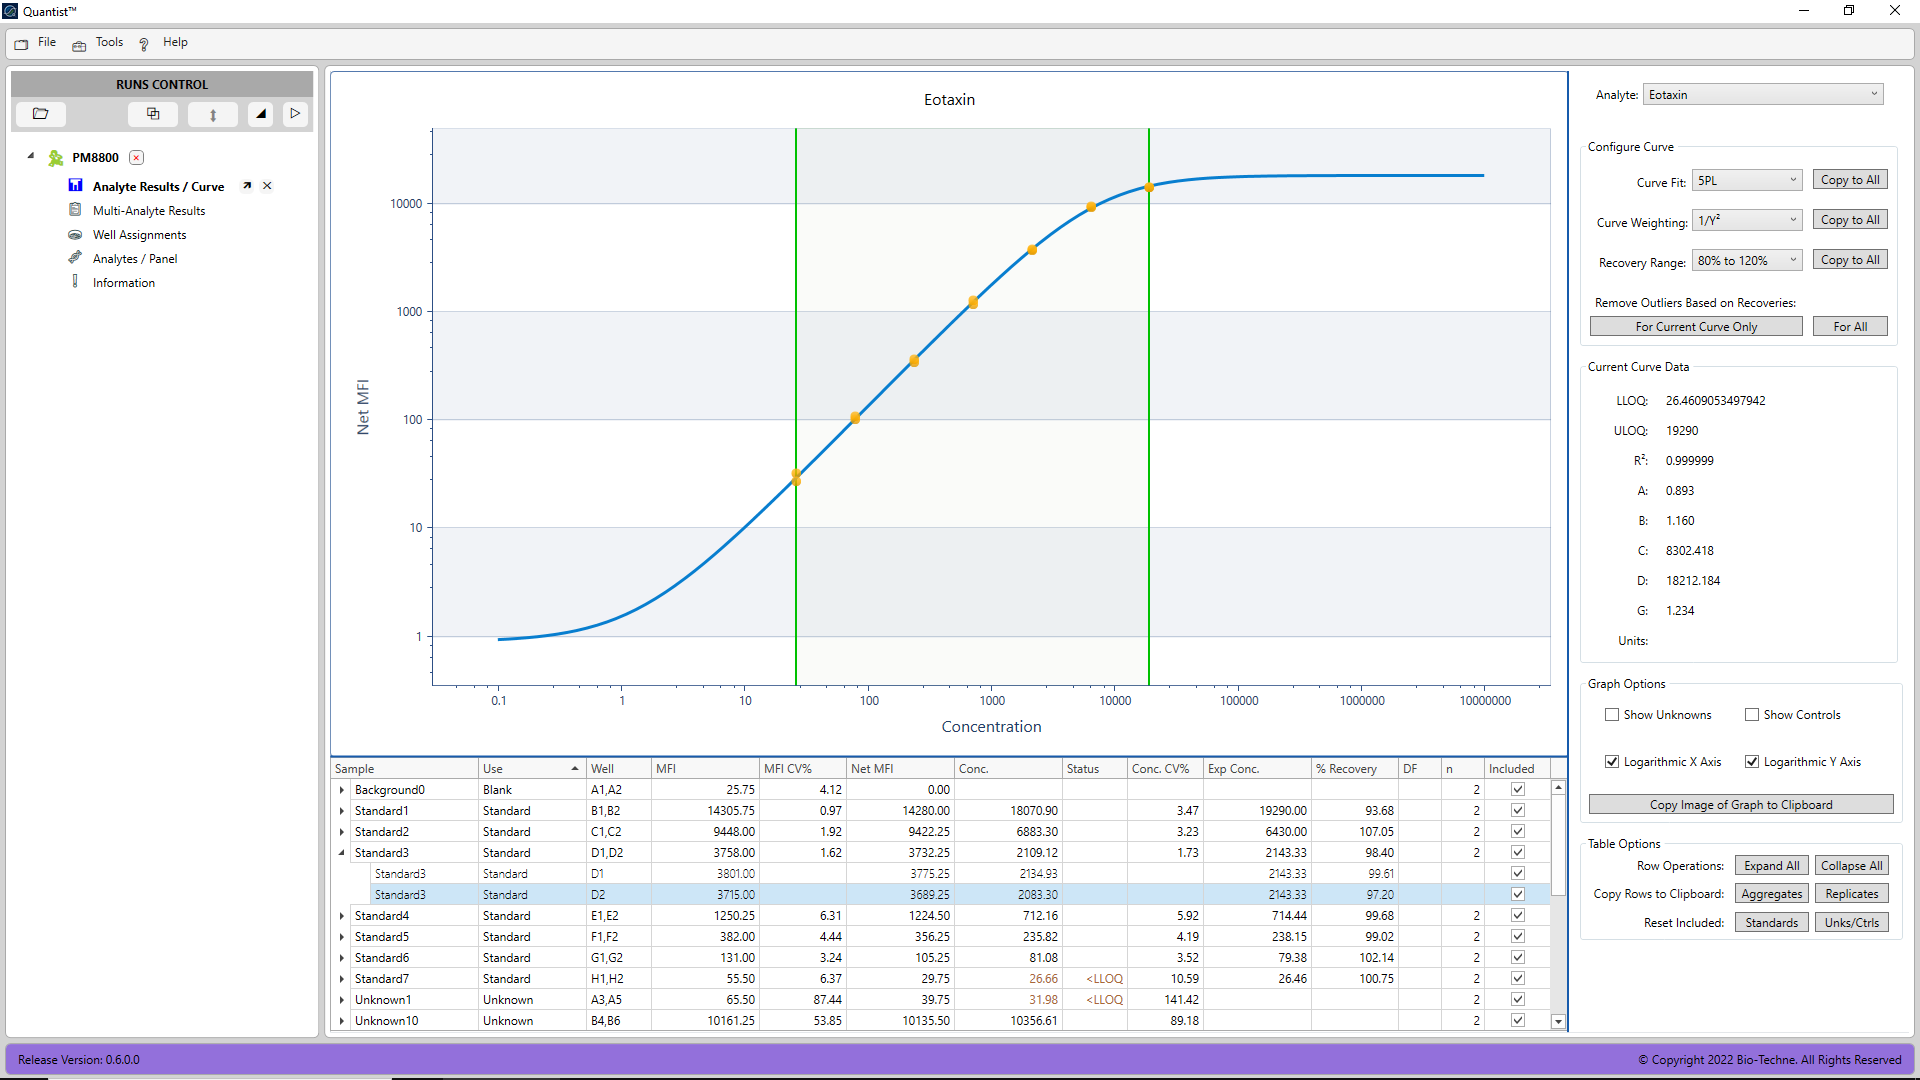 Quantist™
File Tools Help
RUNS CONTROL
PM8800
Analyte Results / Curve
Multi-Analyte Results
Well Assignments
Analytes / Panel
Information
Eotaxin
Net MFI
10000
1000
100
10
1
0.1 1 10 100 1000 10000 100000 1000000 10000000
Concentration
Analyte: Eotaxin
Configure Curve
Curve Fit: 5PL Copy to All
Curve Weighting: 1/Y² Copy to All
Recovery Range: 80% to 120% Copy to All
Remove Outliers Based on Recoveries:
For Current Curve Only For All
Current Curve Data
LLOQ: 26.4609053497942
ULOQ: 19290
R²: 0.999999
A: 0.893
B: 1.160
C: 8302.418
D: 18212.184
G: 1.234
Units:
Graph Options
Show Unknowns Show Controls
Logarithmic X Axis Logarithmic Y Axis
Copy Image of Graph to Clipboard
Table Options
Row Operations: Expand All Collapse All
Copy Rows to Clipboard: Aggregates Replicates
Reset Included: Standards Unks/Ctrls
Sample Use Well MFI MFI CV% Net MFI Conc. Status Conc. CV% Exp Conc. % Recovery DF n Included
Background0 Blank A1,A2 25.75 4.12 0.00 2
Standard1 Standard B1,B2 14305.75 0.97 14280.00 18070.90 3.47 19290.00 93.68 2
Standard2 Standard C1,C2 9448.00 1.92 9422.25 6883.30 3.23 6430.00 107.05 2
Standard3 Standard D1,D2 3758.00 1.62 3732.25 2109.12 1.73 2143.33 98.40 2
Standard3 Standard D1 3801.00 3775.25 2134.93 2143.33 99.61
Standard3 Standard D2 3715.00 3689.25 2083.30 2143.33 97.20
Standard4 Standard E1,E2 1250.25 6.31 1224.50 712.16 5.92 714.44 99.68 2
Standard5 Standard F1,F2 382.00 4.44 356.25 235.82 4.19 238.15 99.02 2
Standard6 Standard G1,G2 131.00 3.24 105.25 81.08 3.52 79.38 102.14 2
Standard7 Standard H1,H2 55.50 6.37 29.75 26.66 <LLOQ 10.59 26.46 100.75 2
Unknown1 Unknown A3,A5 65.50 87.44 39.75 31.98 <LLOQ 141.42 2
Unknown10 Unknown B4,B6 10161.25 53.85 10135.50 10356.61 89.18 2
Release Version: 0.6.0.0
© Copyright 2022 Bio-Techne. All Rights Reserved